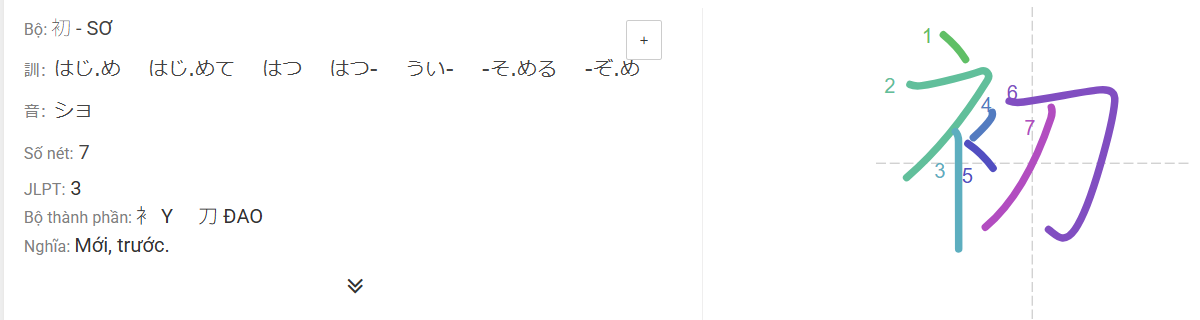 Bộ: 初 - SƠ
+
訓: はじ.め はじ.めて はつ はつ- うい- -そ.める -ぞ.め
音: ショ
Số nét: 7
JLPT: 3
Bộ thành phần: 衤 Y 刀 ĐAO
Nghĩa: Mới, trước.
初
1
2
3
4
5
6
7